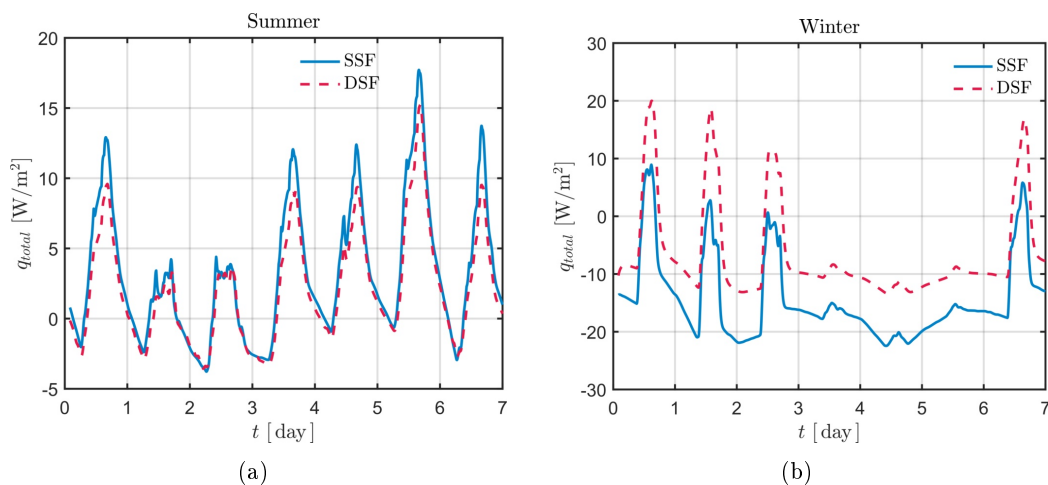 Summer
20
15
10
5
0
-5
q_total [W/m²]
SSF
DSF
0 1 2 3 4 5 6 7
t [day]
(a)
Winter
30
20
10
0
-10
-20
-30
q_total [W/m²]
SSF
DSF
0 1 2 3 4 5 6 7
t [day]
(b)